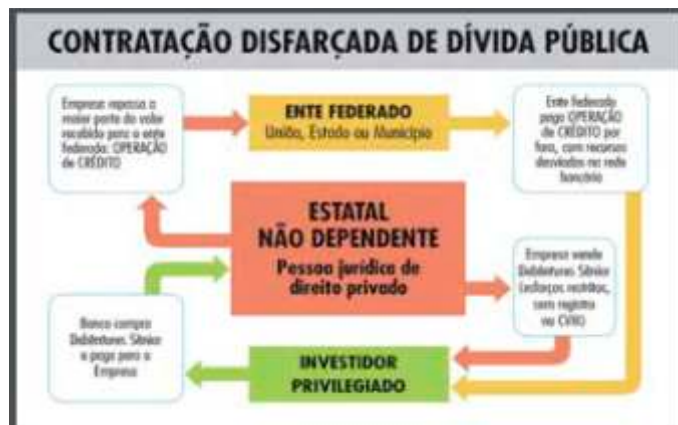 CONTRATAÇÃO DISFARÇADA DE DÍVIDA PÚBLICA
Empresa repassa a
maior parte do valor
recebido para o ente
federado: OPERAÇÃO
de CRÉDITO
ENTE FEDERADO
União, Estado ou Município
Ente Federado
paga OPERAÇÃO
de CRÉDITO por
fora, com recursos
desviados na rede
bancária
ESTATAL
NÃO DEPENDENTE
Pessoa jurídica de
direito privado
Empresa vende
Debêntures Sênior
(esforços restritos,
sem registro
na CVM)
Banco compra
Debêntures Sênior
e paga para a
Empresa
INVESTIDOR
PRIVILEGIADO